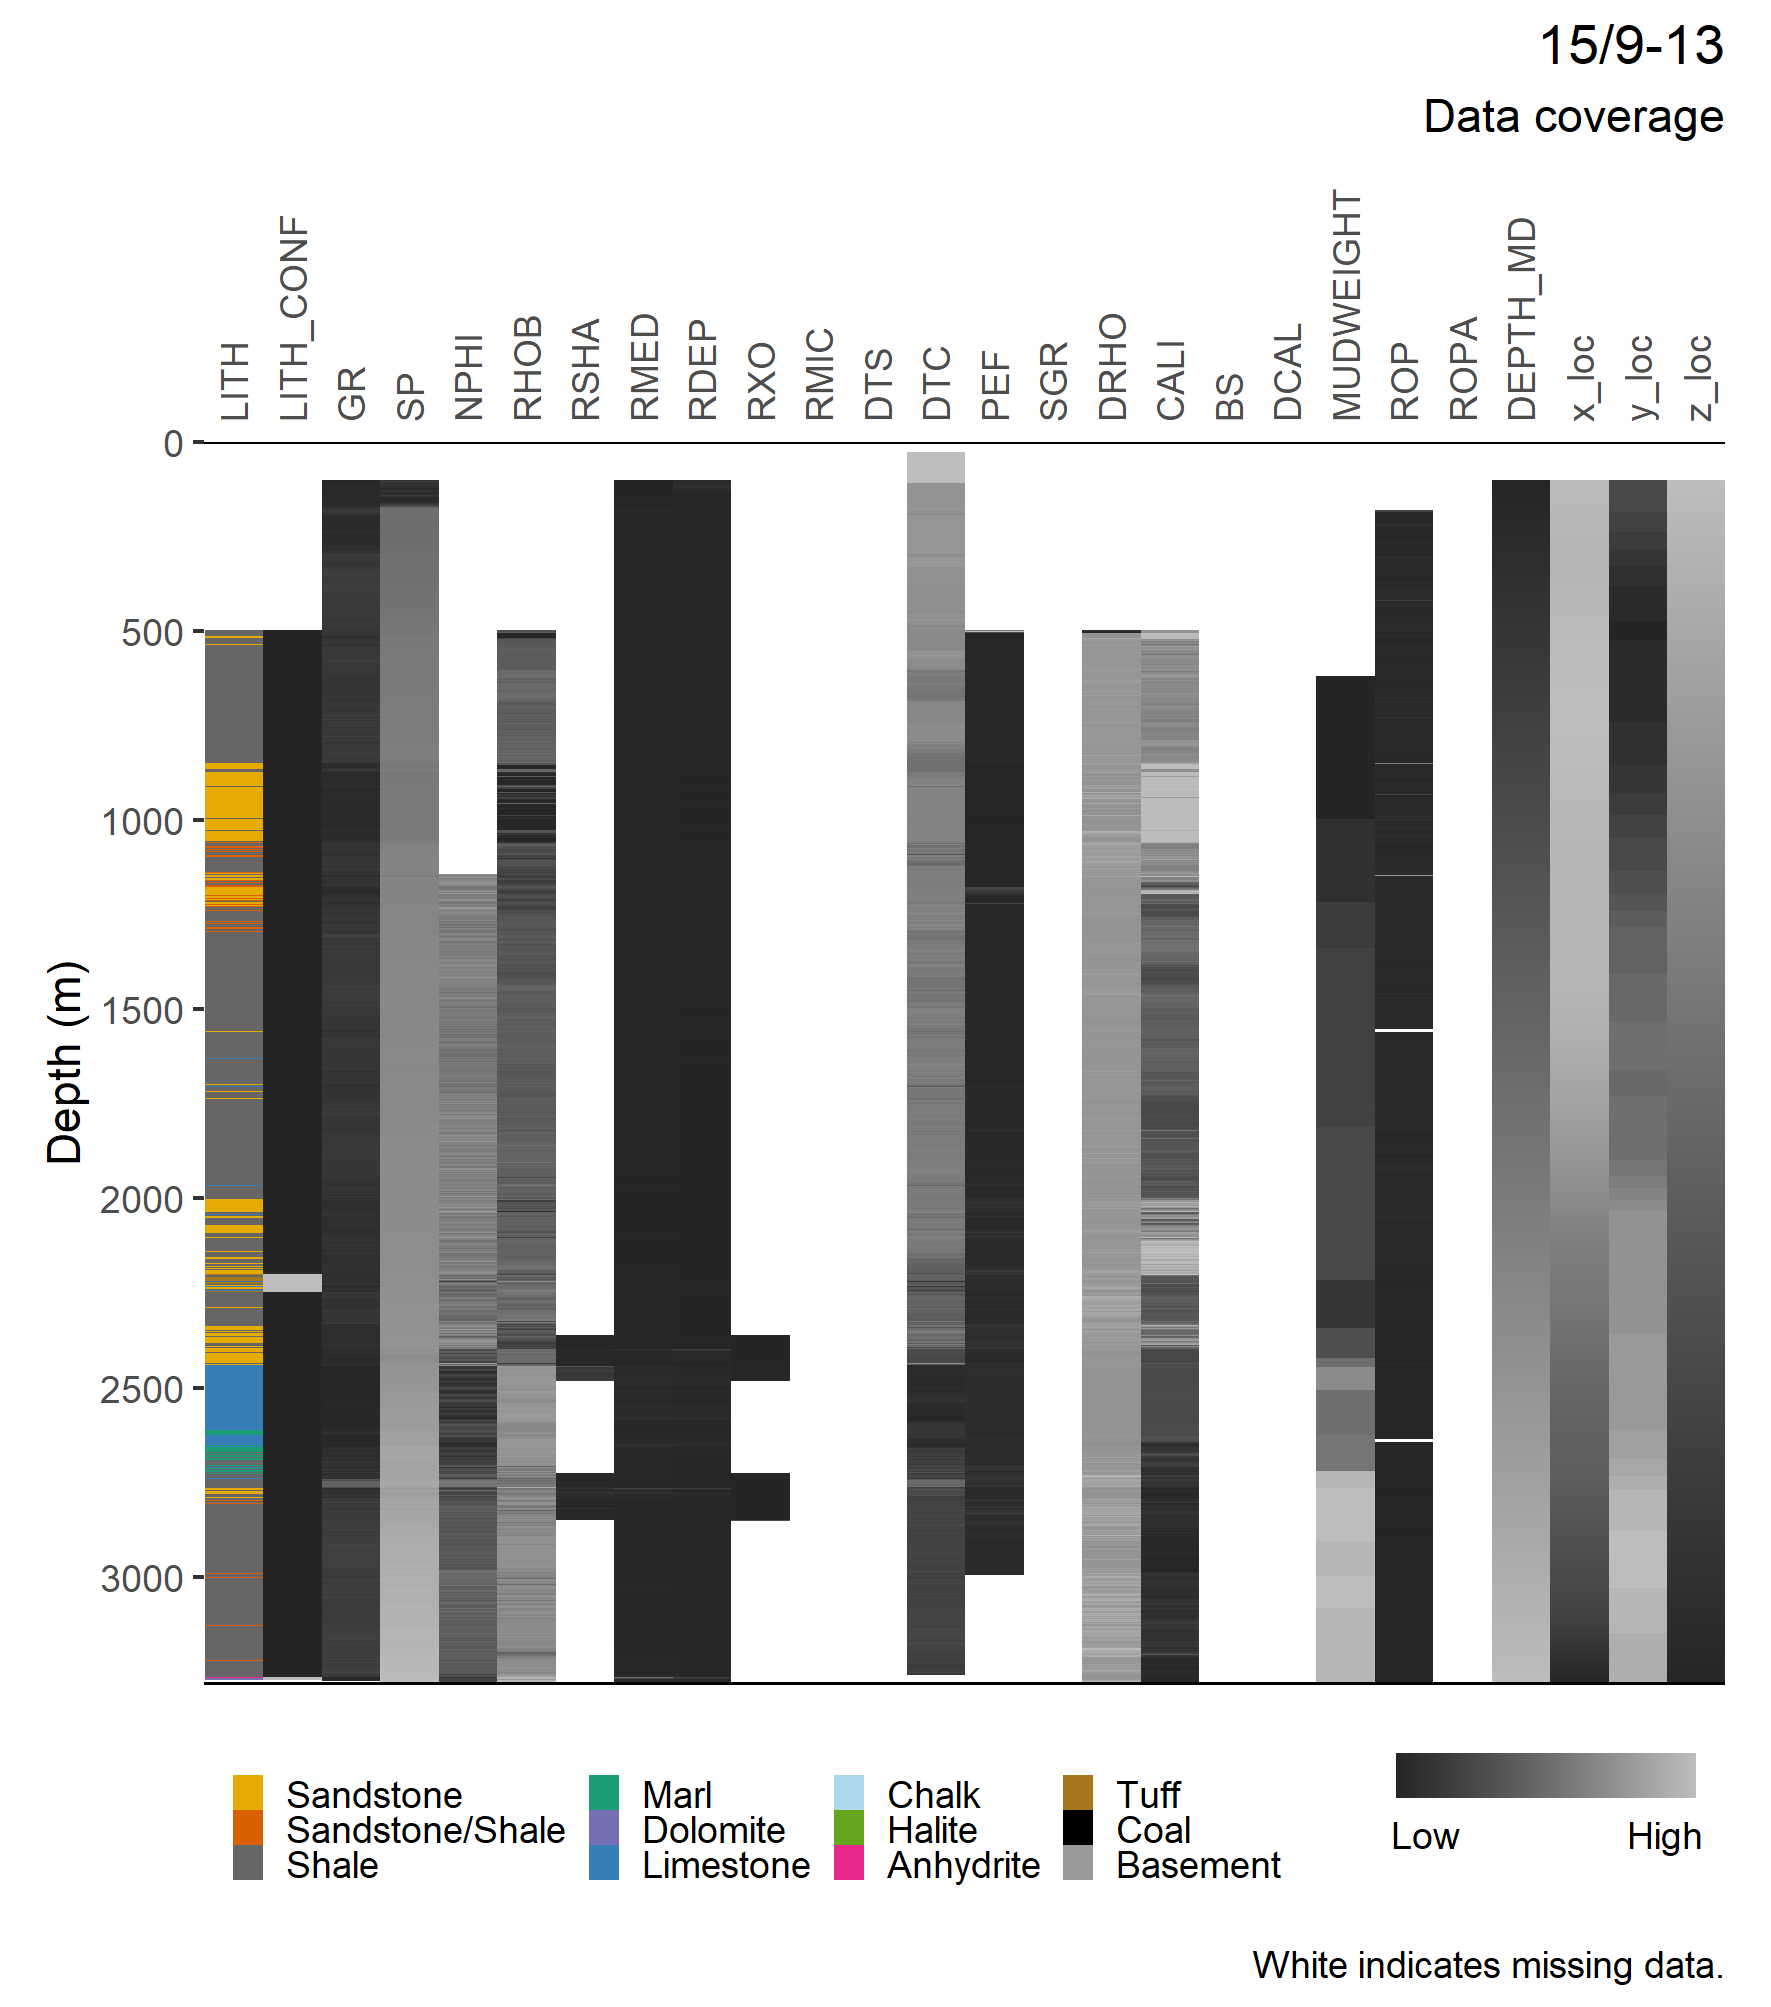 15/9-13
Data coverage
LITH
LITH_CONF
GR
SP
NPHI
RHOB
RSHA
RMED
RDEP
RXO
RMIC
DTS
DTC
PEF
SGR
DRHO
CALI
BS
DCAL
MUDWEIGHT
ROP
ROPA
DEPTH_MD
x_loc
y_loc
z_loc
Depth (m)
0
500
1000
1500
2000
2500
3000
Sandstone
Sandstone/Shale
Shale
Marl
Dolomite
Limestone
Chalk
Halite
Anhydrite
Tuff
Coal
Basement
Low
High
White indicates missing data.